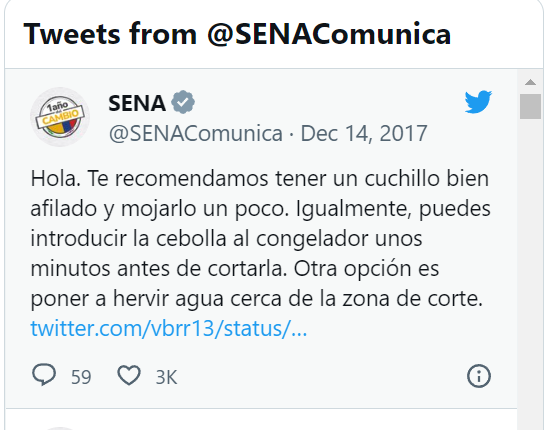 Tweets from @SENAComunica
1 año
CAMBIO
SENA
@SENAComunica · Dec 14, 2017
Hola. Te recomendamos tener un cuchillo bien
afilado y mojarlo un poco. Igualmente, puedes
introducir la cebolla al congelador unos
minutos antes de cortarla. Otra opción es
poner a hervir agua cerca de la zona de corte.
twitter.com/vbrr13/status/...
59 3K